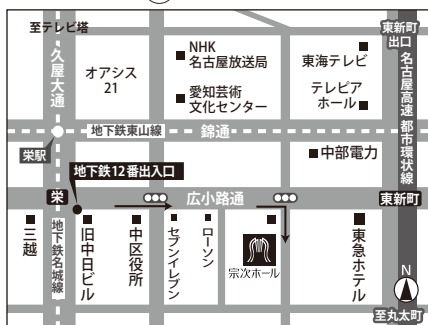 至テレビ塔
久屋大通
オアシス
21
NHK
名古屋放送局
愛知芸術
文化センター
東海テレビ
テレピア
ホール
東新町
出口
名古屋高速 都市環状線
地下鉄東山線
錦通
栄駅
中部電力
地下鉄12番出入口
栄
広小路通
東新町
三越
地下鉄名城線
旧中日ビル
中区役所
セブンイレブン
ローソン
宗次ホール
東急ホテル
N
至丸太町